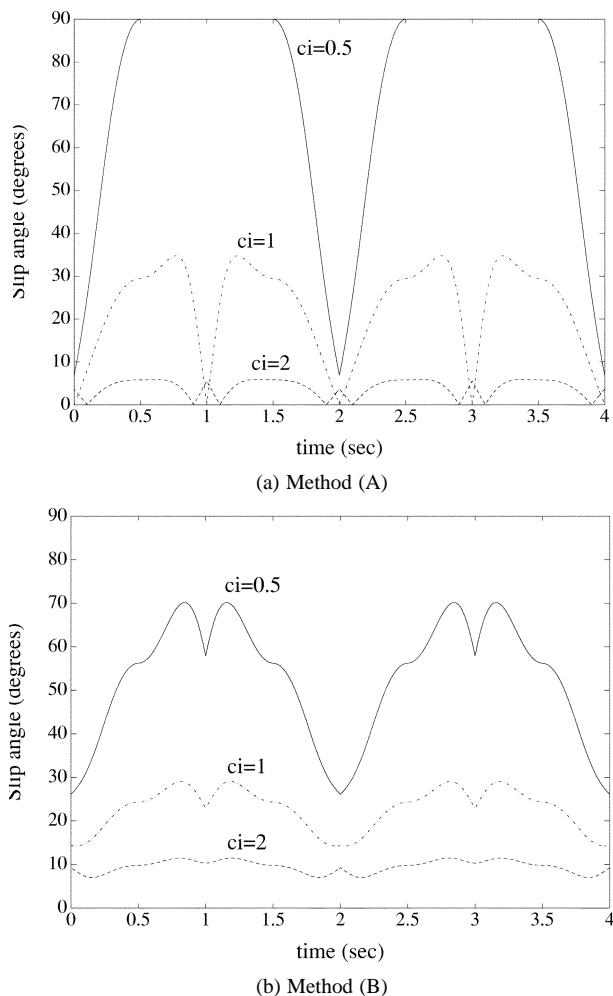 90
80
70
60
50
40
30
20
10
0
Slip angle (degrees)
ci=0.5
ci=1
ci=2
0 0.5 1 1.5 2 2.5 3 3.5 4
time (sec)
(a) Method (A)
90
80
70
60
50
40
30
20
10
0
Slip angle (degrees)
ci=0.5
ci=1
ci=2
0 0.5 1 1.5 2 2.5 3 3.5 4
time (sec)
(b) Method (B)